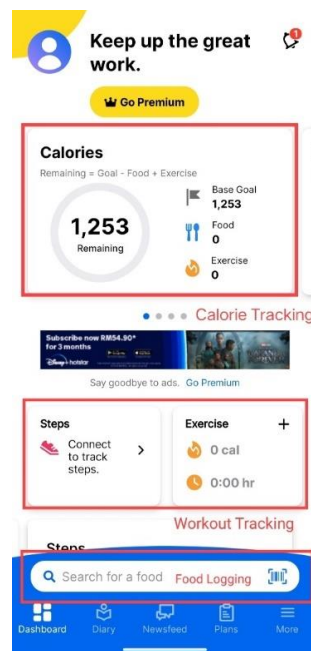 Keep up the great
work.
1
Go Premium
Calories
Remaining = Goal - Food + Exercise
1,253
Remaining
Base Goal
1,253
Food
0
Exercise
0
Calorie Tracking
Subscribe now RM54.90*
for 3 months
Disney+ hotstar
Say goodbye to ads. Go Premium
Steps
Connect
to track
steps.
Exercise
+
0 cal
0:00 hr
Workout Tracking
Steps
Search for a food
Food Logging
Dashboard
Diary
Newsfeed
Plans
More